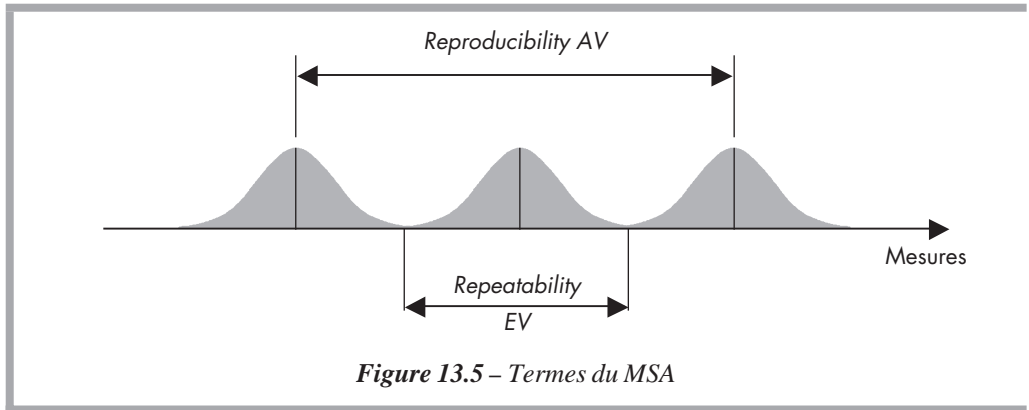 Reproducibility AV
Mesures
Repeatability
EV
Figure 13.5 – Termes du MSA